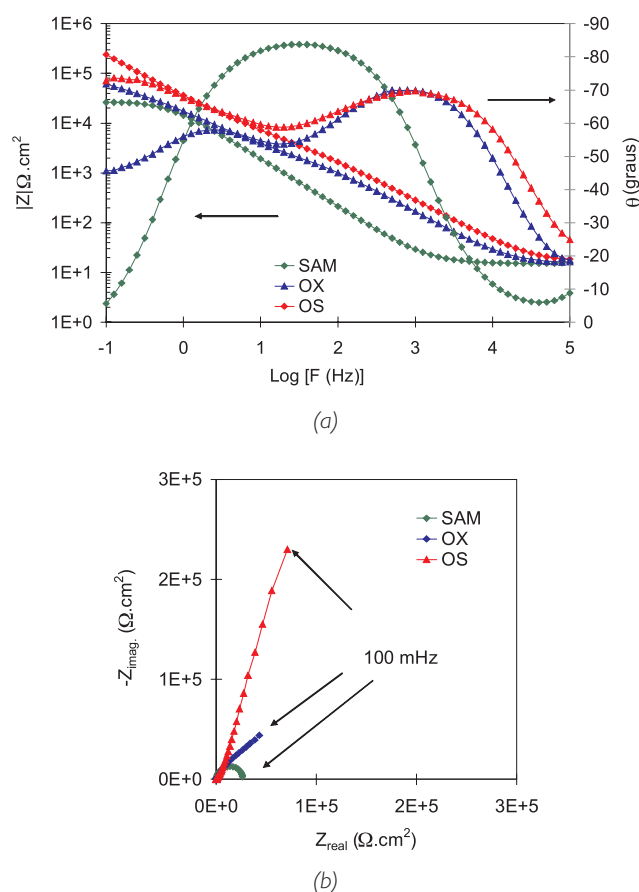 (a)
1E+6
1E+5
1E+4
1E+3
1E+2
1E+1
1E+0
|Z|Ω.cm²
-90
-80
-70
-60
-50
-40
-30
-20
-10
0
θ (graus)
SAM
OX
OS
-1
0
1
2
3
4
5
Log [F (Hz)]
(a)
3E+5
2E+5
1E+5
0E+0
-Zimag. (Ω.cm²)
SAM
OX
OS
100 mHz
0E+0
1E+5
2E+5
3E+5
Zreal (Ω.cm²)
(b)